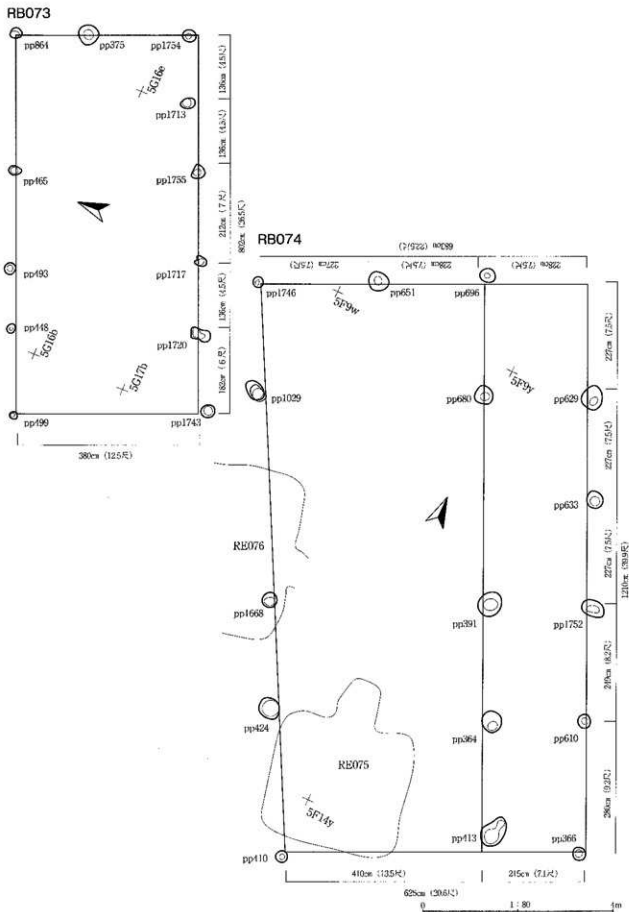 RB073
pp864
pp375
pp1754
5G16e
pp1713
136cm (4.5尺)
136cm (4.5尺)
pp465
pp1755
212cm (7尺)
802cm (26.5尺)
pp493
pp1717
136cm (4.5尺)
pp448
pp1720
5G16b
5G17b
182cm (6尺)
pp499
pp1743
380cm (12.5尺)
RB074
683cm (22.5尺)
227cm (7.5尺)
228cm (7.5尺)
228cm (7.5尺)
pp1746
pp651
pp696
5F9w
227cm (7.5尺)
5F9y
pp1029
pp680
pp629
227cm (7.5尺)
pp633
RE076
227cm (7.5尺)
1210cm (39.9尺)
pp1668
pp391
pp1752
249cm (8.2尺)
pp424
pp364
pp610
RE075
280cm (9.2尺)
5F14y
pp413
pp410
pp366
410cm (13.5尺)
215cm (7.1尺)
625cm (20.6尺)
0
1:80
4m